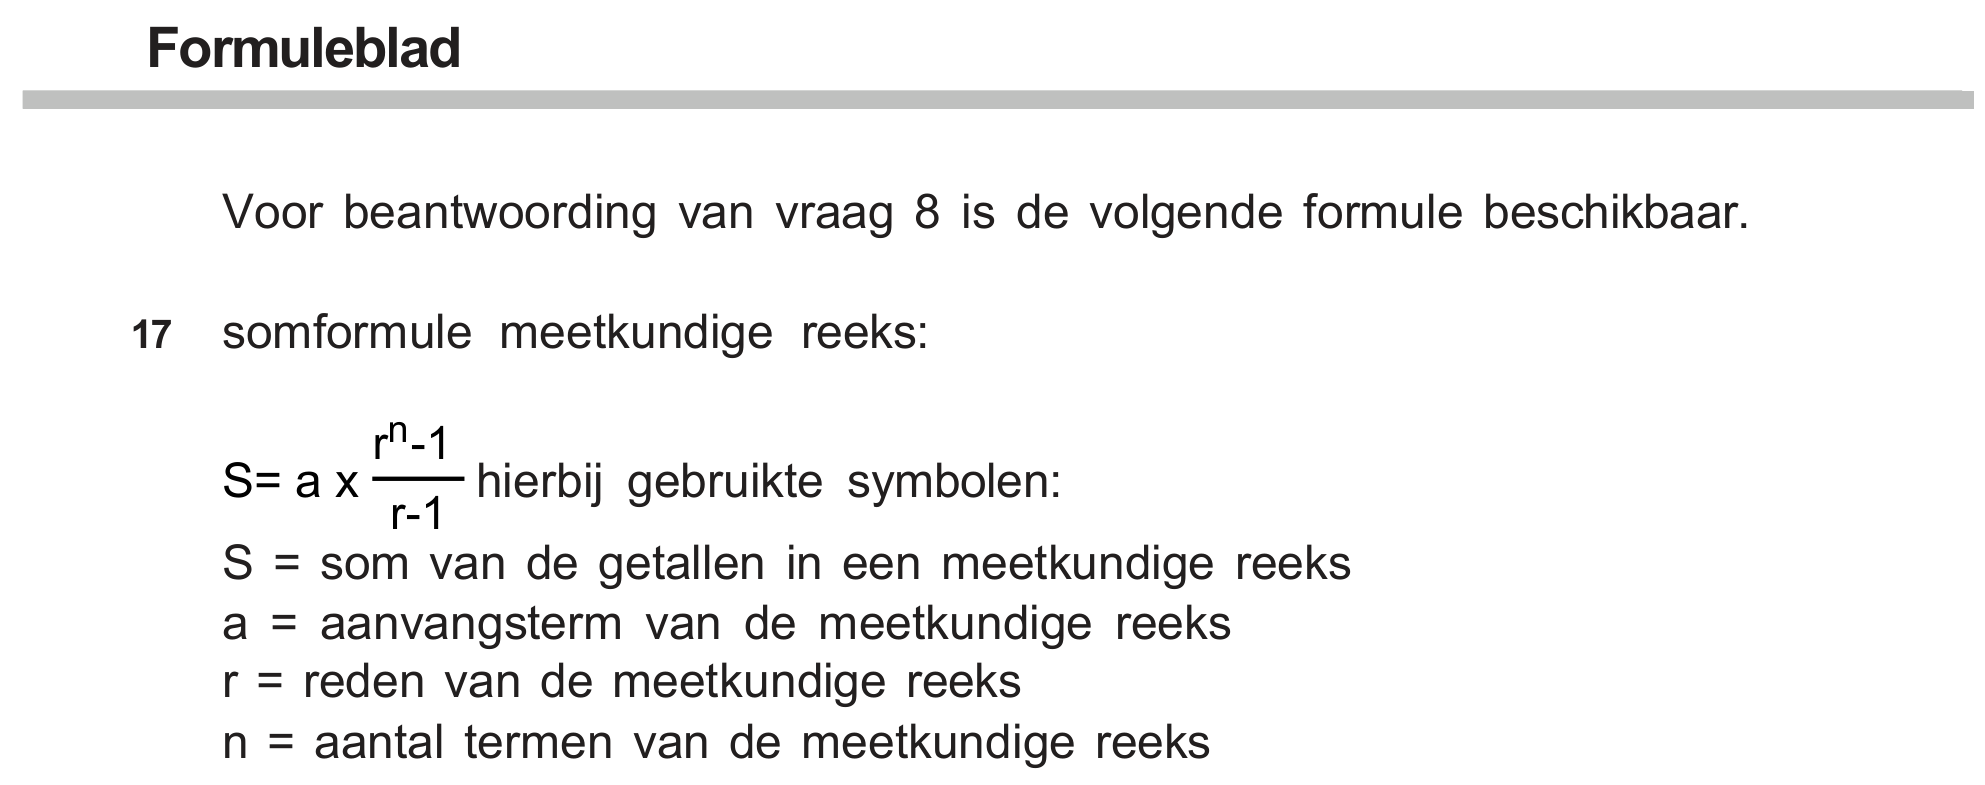 Formuleblad
Voor beantwoording van vraag 8 is de volgende formule beschikbaar.
17 somformule meetkundige reeks:
S= a x (rⁿ-1)/(r-1) hierbij gebruikte symbolen:
S = som van de getallen in een meetkundige reeks
a = aanvangsterm van de meetkundige reeks
r = reden van de meetkundige reeks
n = aantal termen van de meetkundige reeks